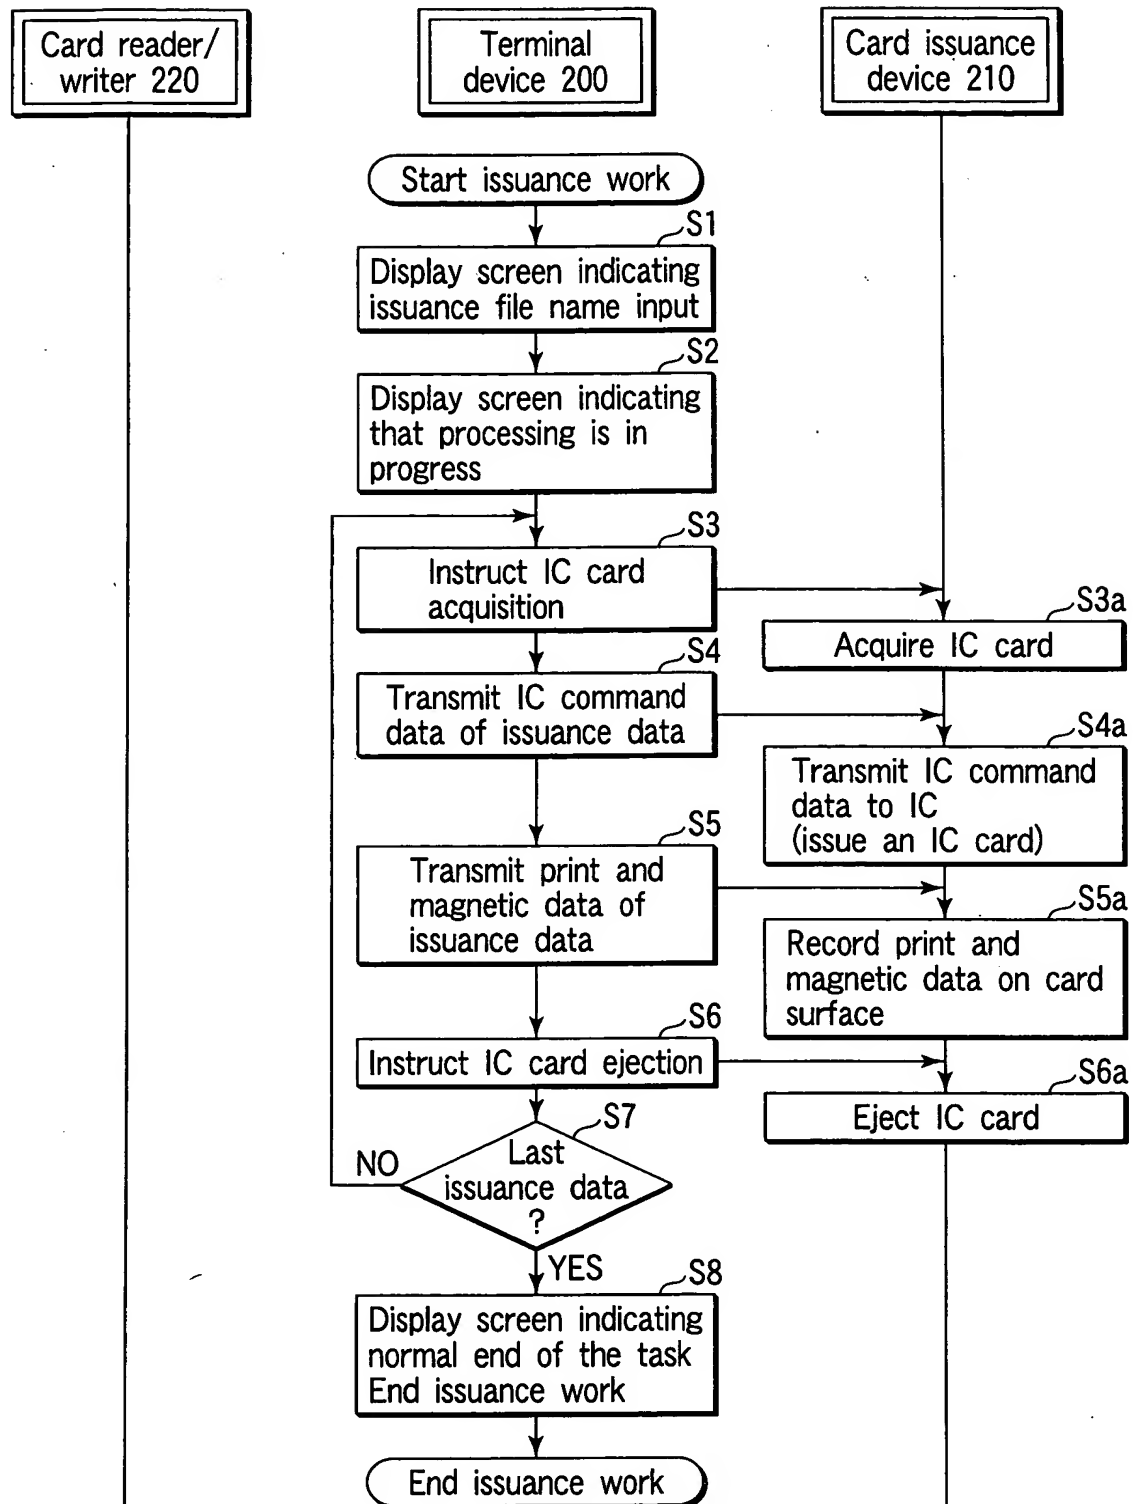 Card reader/
writer 220
Terminal
device 200
Card issuance
device 210
Start issuance work
S1
Display screen indicating
issuance file name input
S2
Display screen indicating
that processing is in
progress
S3
Instruct IC card
acquisition
S3a
Acquire IC card
S4
Transmit IC command
data of issuance data
S4a
Transmit IC command
data to IC
(issue an IC card)
S5
Transmit print and
magnetic data of
issuance data
S5a
Record print and
magnetic data on card
surface
S6
Instruct IC card ejection
S6a
Eject IC card
S7
Last
issuance data
?
NO
YES
S8
Display screen indicating
normal end of the task
End issuance work
End issuance work